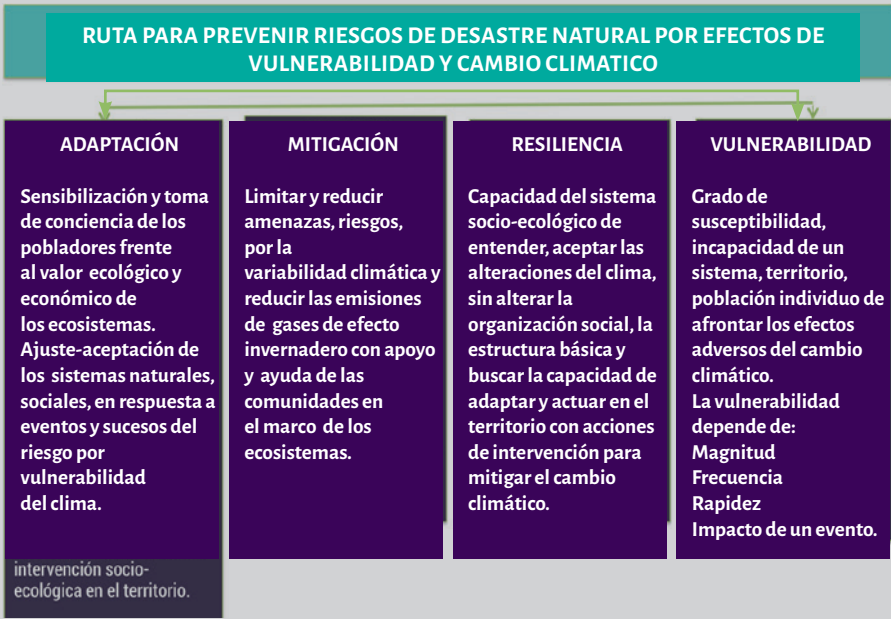 RUTA PARA PREVENIR RIESGOS DE DESASTRE NATURAL POR EFECTOS DE
VULNERABILIDAD Y CAMBIO CLIMATICO
ADAPTACIÓN
Sensibilización y toma
de conciencia de los
pobladores frente
al valor ecológico y
económico de
los ecosistemas.
Ajuste-aceptación de
los sistemas naturales,
sociales, en respuesta a
eventos y sucesos del
riesgo por
vulnerabilidad
del clima.
intervención socio-
ecológica en el territorio.
MITIGACIÓN
Limitar y reducir
amenazas, riesgos,
por la
variabilidad climática y
reducir las emisiones
de gases de efecto
invernadero con apoyo
y ayuda de las
comunidades en
el marco de los
ecosistemas.
RESILIENCIA
Capacidad del sistema
socio-ecológico de
entender, aceptar las
alteraciones del clima,
sin alterar la
organización social, la
estructura básica y
buscar la capacidad de
adaptar y actuar en el
territorio con acciones
de intervención para
mitigar el cambio
climático.
VULNERABILIDAD
Grado de
susceptibilidad,
incapacidad de un
sistema, territorio,
población individuo de
afrontar los efectos
adversos del cambio
climático.
La vulnerabilidad
depende de:
Magnitud
Frecuencia
Rapidez
Impacto de un evento.